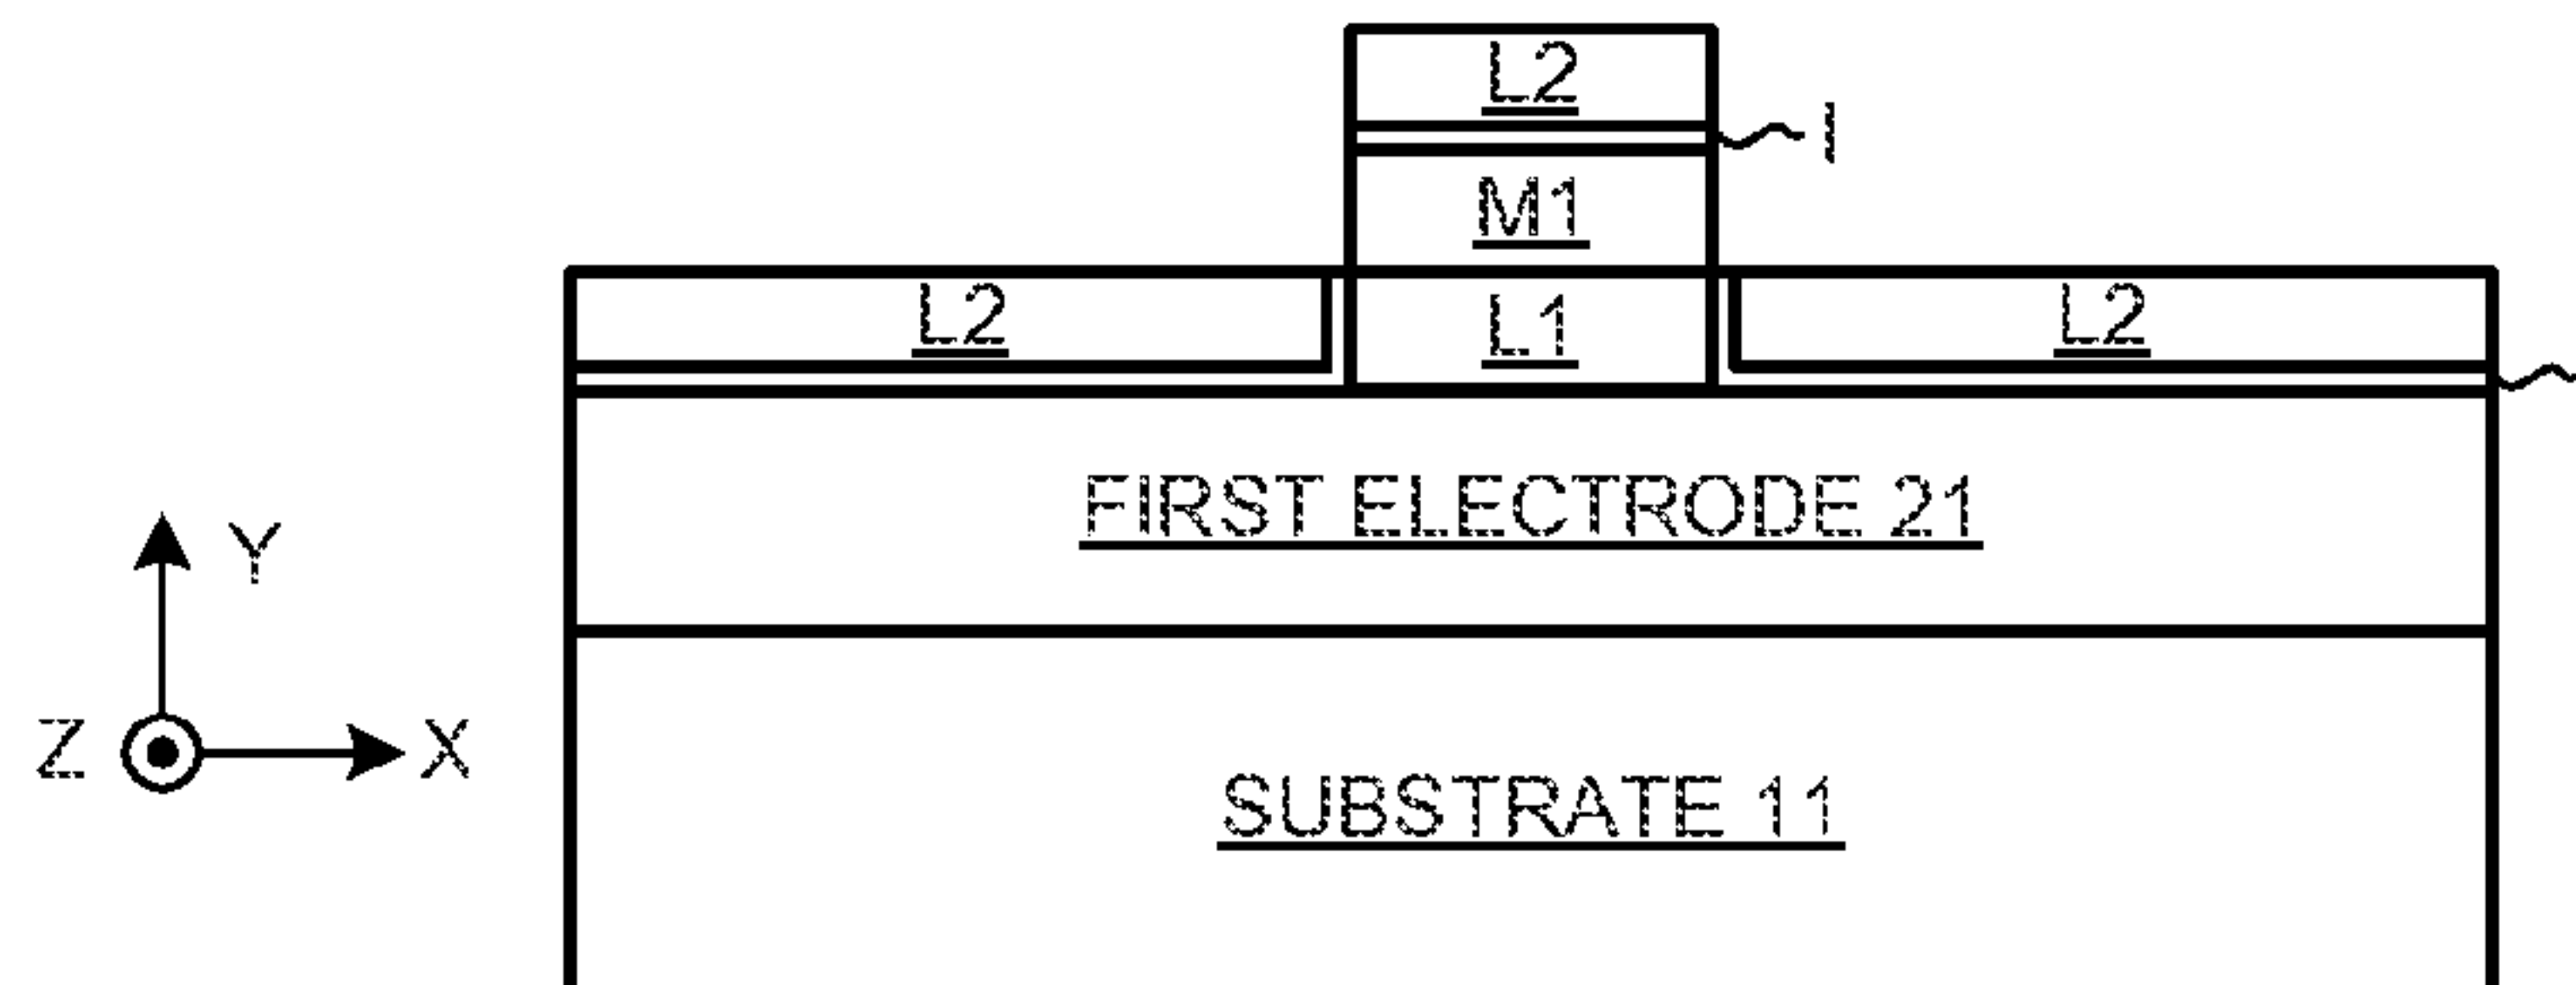 L2
I
M1
L2
L1
L2
FIRST ELECTRODE 21
Y
Z
X
SUBSTRATE 11